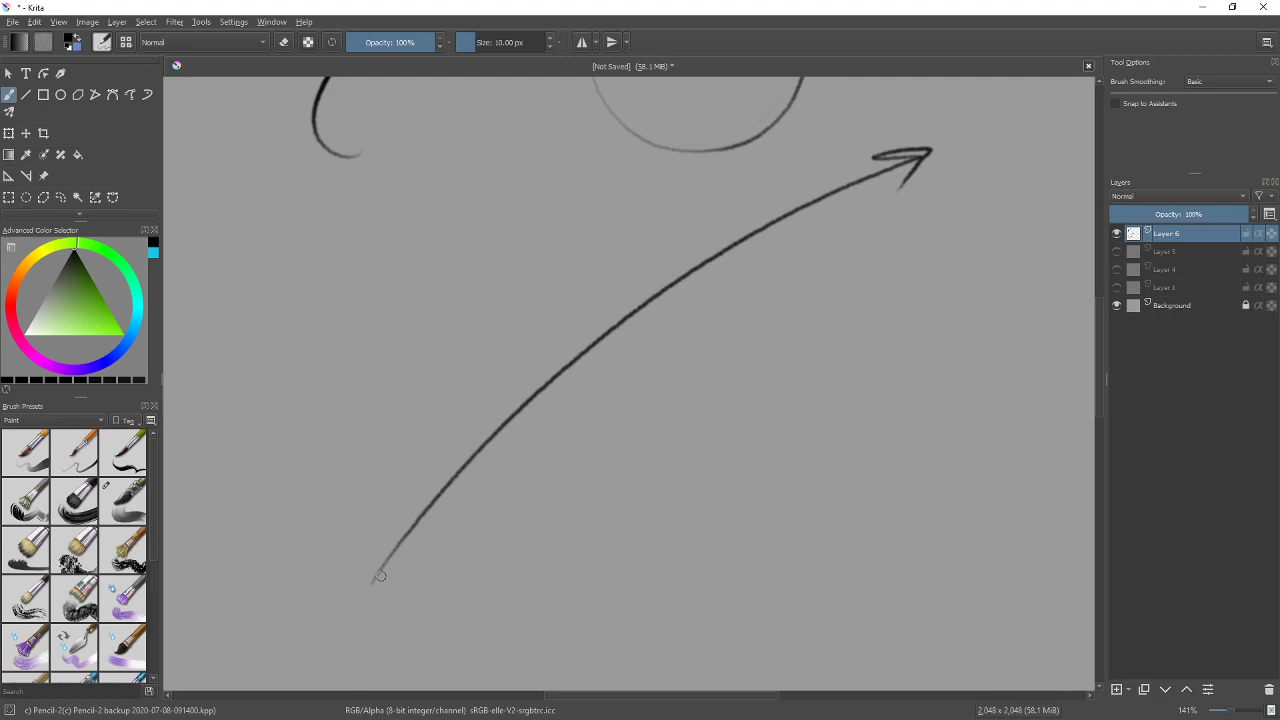 * - Krita
File Edit View Image Layer Select Filter Tools Settings Window Help
Normal Opacity: 100% Size: 10.00 px
[Not Saved] (58.1 MiB) *
Tool Options
Brush Smoothing: Basic
Snap to Assistants
Layers
Normal
Opacity: 100%
Layer 6
Layer 5
Layer 4
Layer 1
Background
Advanced Color Selector
Brush Presets
Paint Tag
Search
c) Pencil-2(c) Pencil-2 backup 2020-07-08-091400.kpp) RGB/Alpha (8-bit integer/channel) sRGB-elle-V2-srgbtrc.icc 2,048 x 2,048 (58.1 MiB) 141%